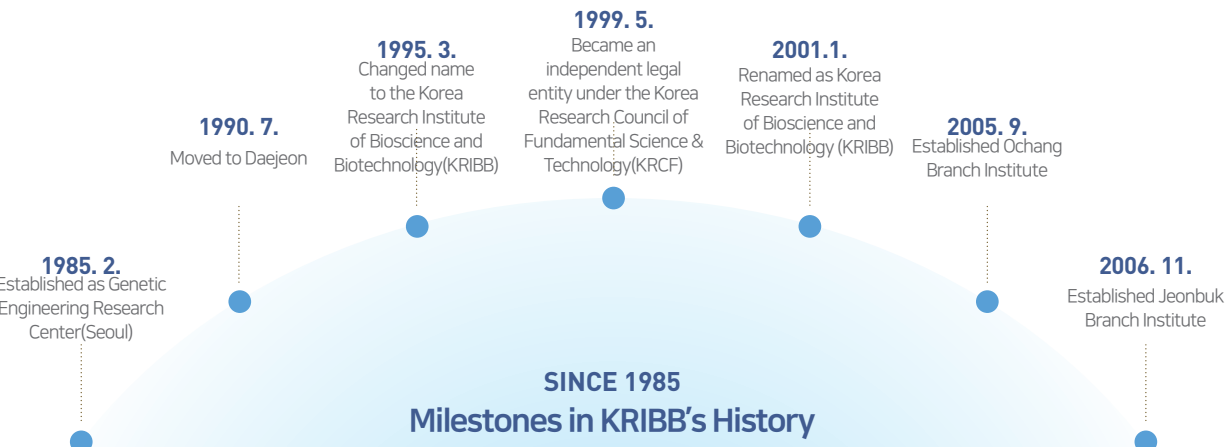 1985. 2.
Established as Genetic
Engineering Research
Center(Seoul)
1990. 7.
Moved to Daejeon
1995. 3.
Changed name
to the Korea
Research Institute
of Bioscience and
Biotechnology(KRIBB)
1999. 5.
Became an
independent legal
entity under the Korea
Research Council of
Fundamental Science &
Technology(KRCF)
2001.1.
Renamed as Korea
Research Institute
of Bioscience and
Biotechnology (KRIBB)
2005. 9.
Established Ochang
Branch Institute
2006. 11.
Established Jeonbuk
Branch Institute
SINCE 1985
Milestones in KRIBB's History